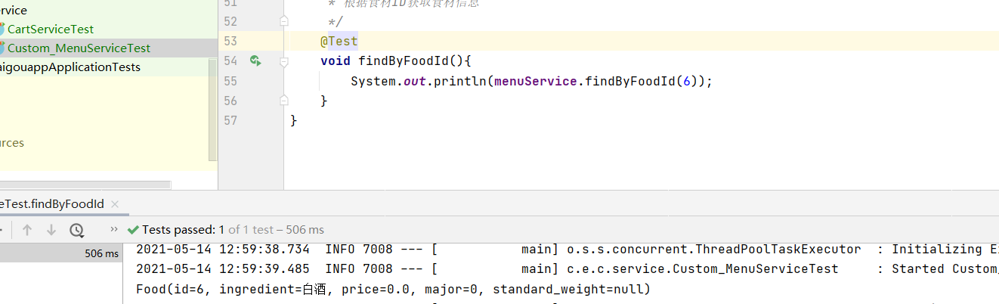 51
* 根据食材ID获取食材信息
52
*/
53
@Test
54
void findByFoodId(){
55
System.out.println(menuService.findByFoodId(6));
56
}
57
}
rvice
CartServiceTest
Custom_MenuServiceTest
aigouappApplicationTests
urces
eTest.findByFoodId ×
>> Tests passed: 1 of 1 test – 506 ms
506 ms
2021-05-14 12:59:38.734 INFO 7008 --- [ main] o.s.s.concurrent.ThreadPoolTaskExecutor : Initializing E
2021-05-14 12:59:39.485 INFO 7008 --- [ main] c.e.c.service.Custom_MenuServiceTest : Started Custom_
Food(id=6, ingredient=白酒, price=0.0, major=0, standard_weight=null)